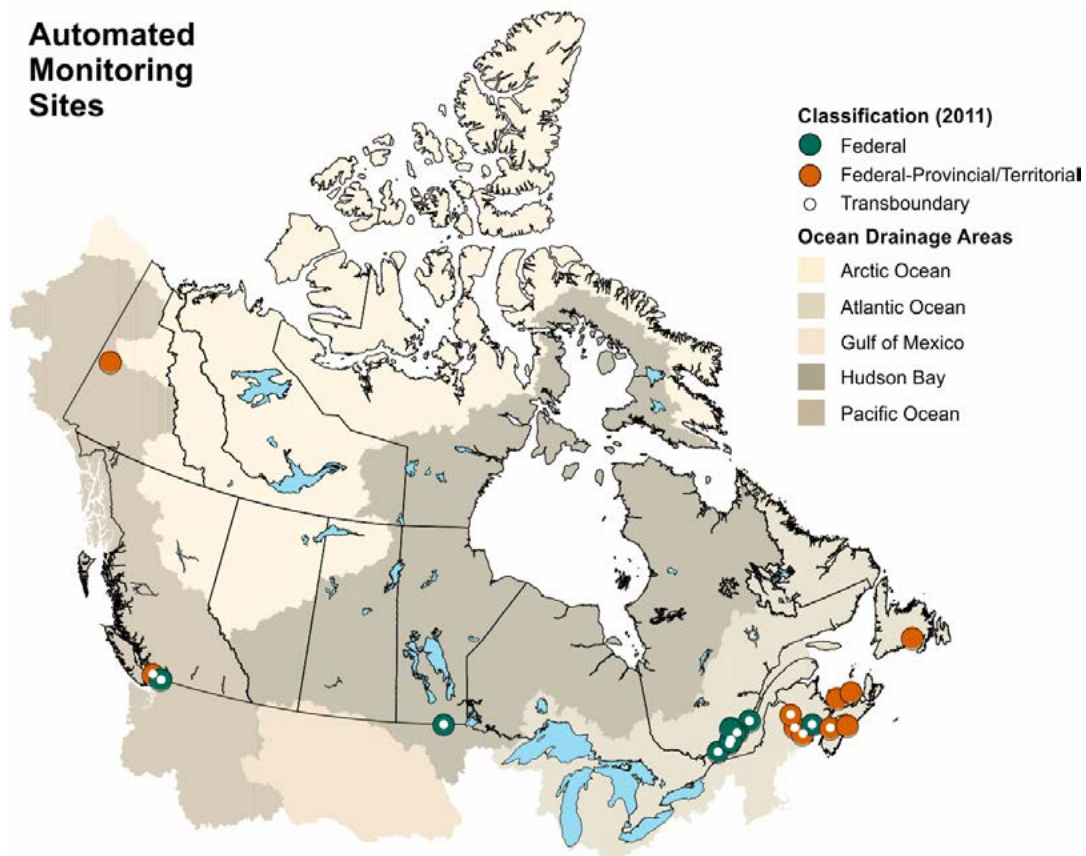 Automated
Monitoring
Sites
Classification (2011)
Federal
Federal-Provincial/Territorial
Transboundary
Ocean Drainage Areas
Arctic Ocean
Atlantic Ocean
Gulf of Mexico
Hudson Bay
Pacific Ocean